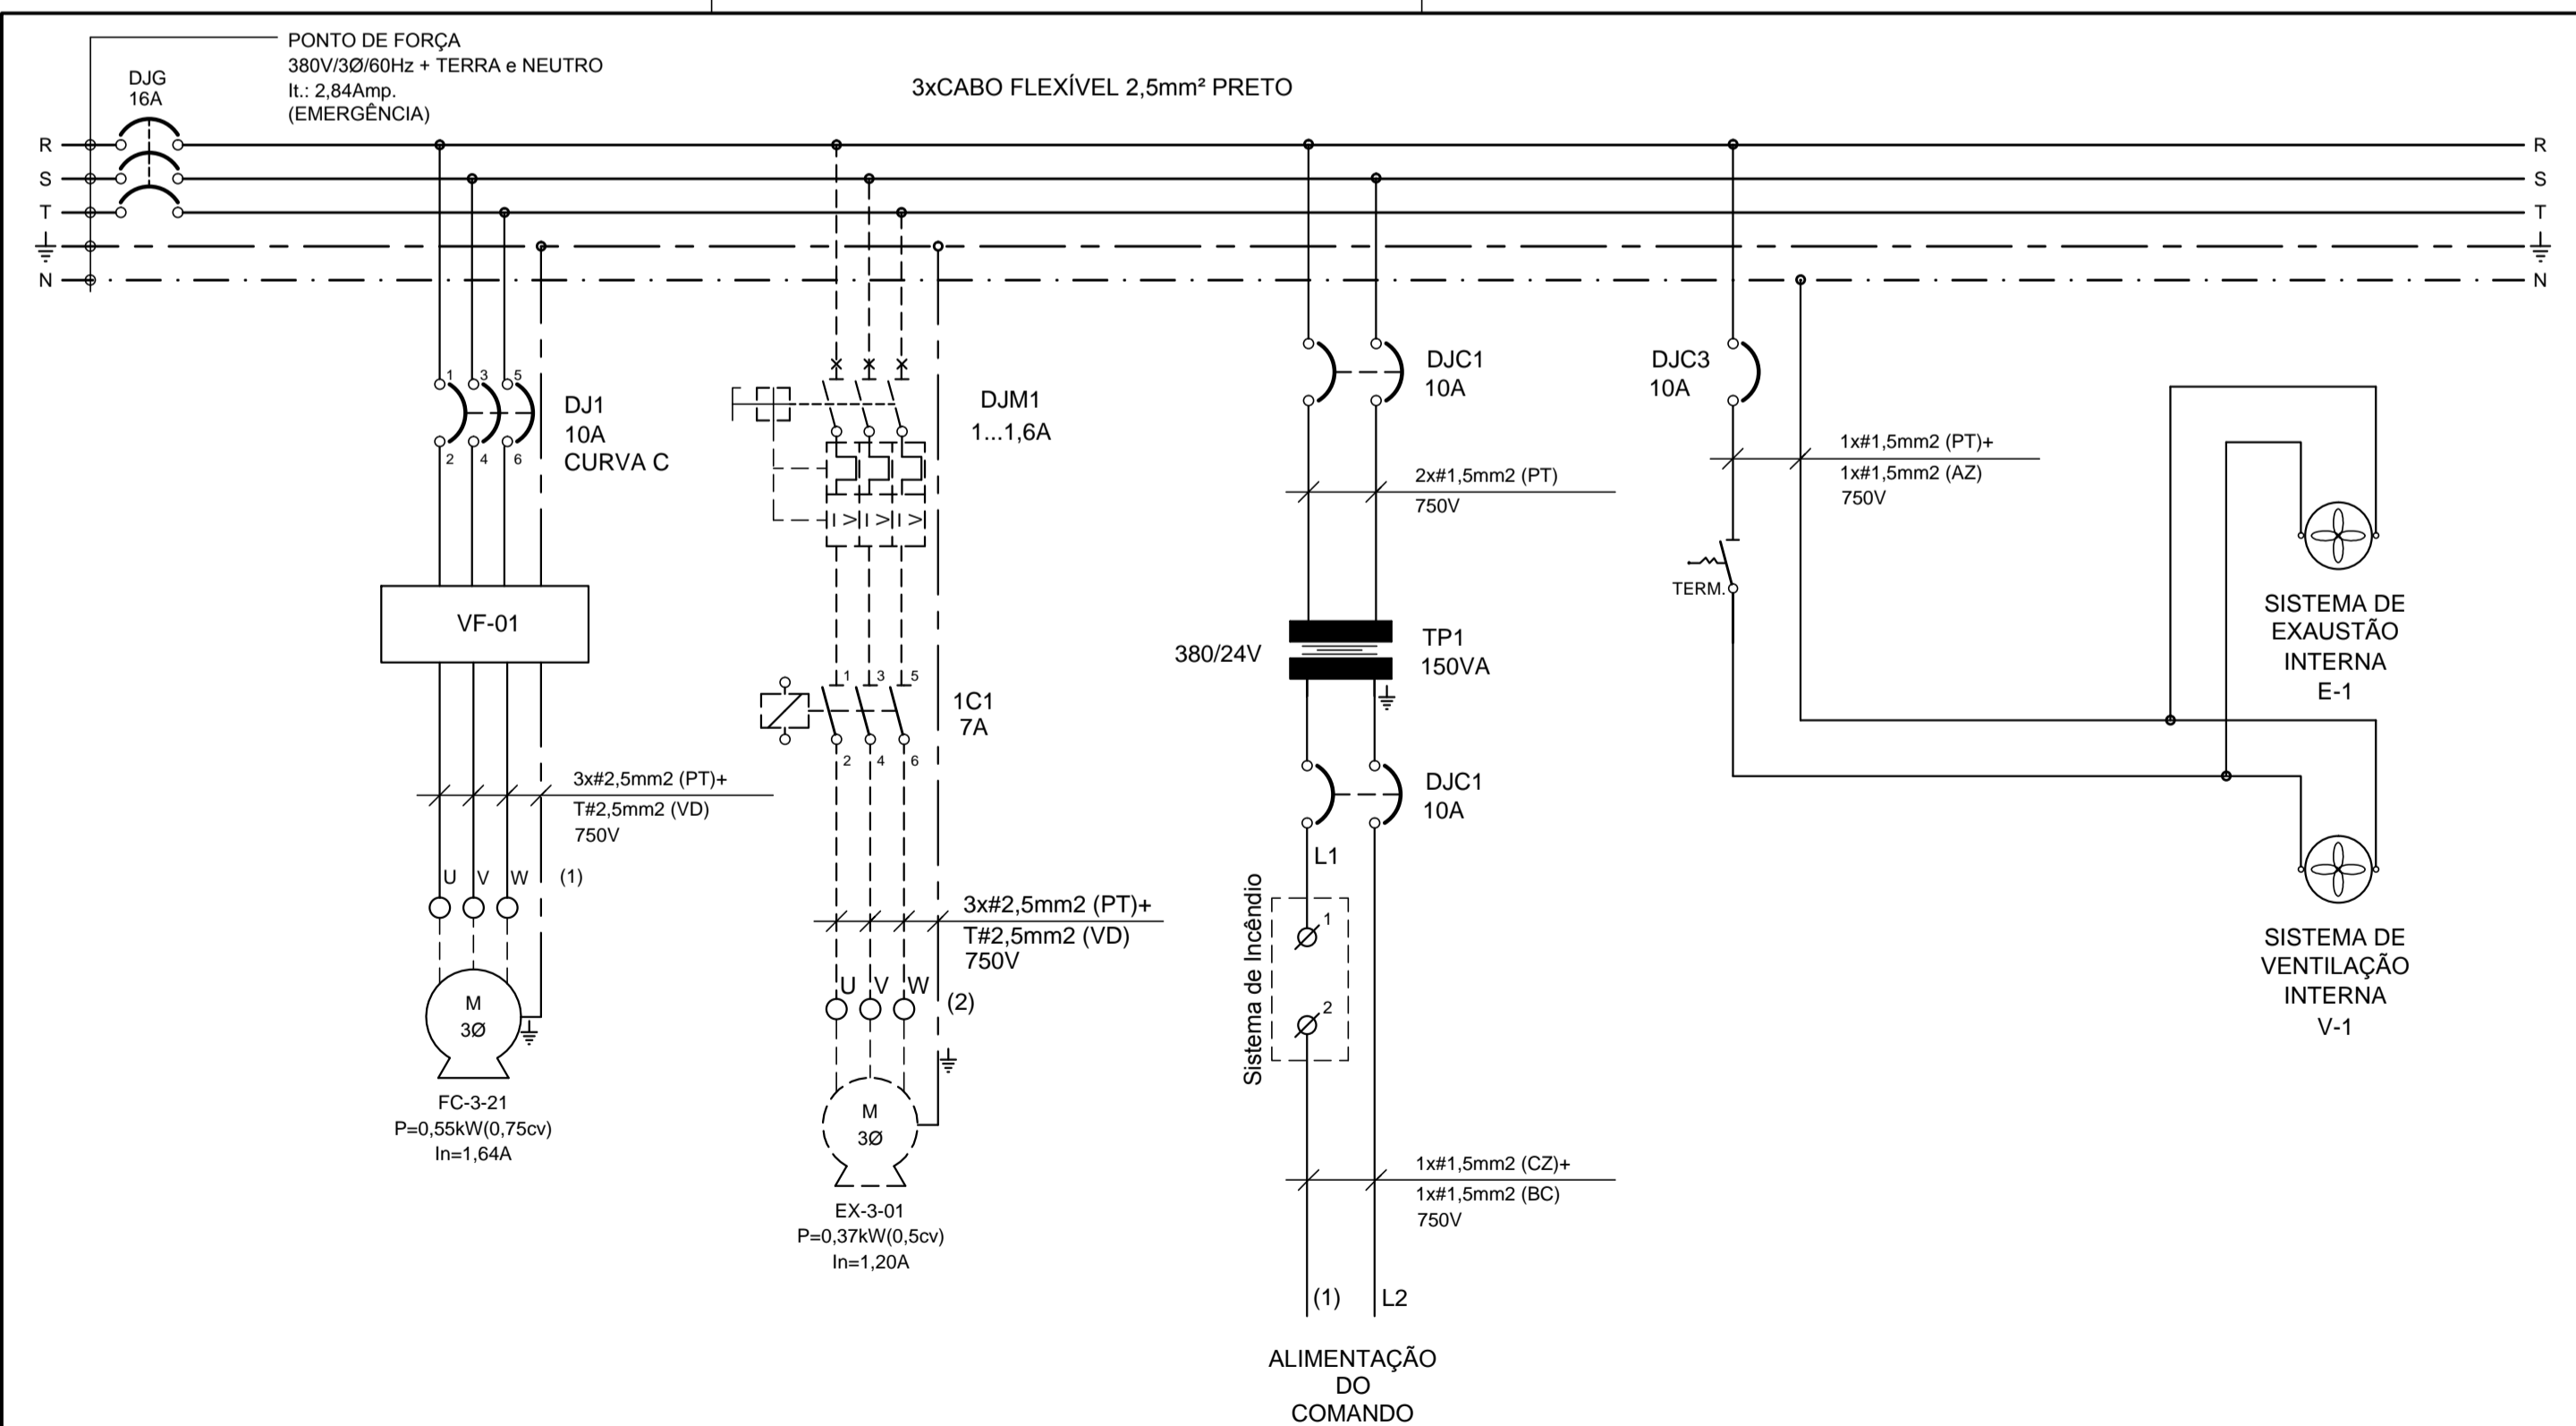 PONTO DE FORÇA
380V/3Ø/60Hz + TERRA e NEUTRO
It.: 2,84Amp.
(EMERGÊNCIA)
DJG
16A
3xCABO FLEXÍVEL 2,5mm² PRETO
R
S
T
N
R
S
T
N
1 3 5
2 4 6
DJ1
10A
CURVA C
VF-01
3x#2,5mm2 (PT)+
T#2,5mm2 (VD)
750V
U V W (1)
M
3Ø
FC-3-21
P=0,55kW(0,75cv)
In=1,64A
DJM1
1...1,6A
I > I > I >
1 3 5
2 4 6
1C1
7A
3x#2,5mm2 (PT)+
T#2,5mm2 (VD)
750V
U V W (2)
M
3Ø
EX-3-01
P=0,37kW(0,5cv)
In=1,20A
DJC1
10A
2x#1,5mm2 (PT)
750V
380/24V
TP1
150VA
DJC1
10A
L1
Sistema de Incêndio
1
2
1x#1,5mm2 (CZ)+
1x#1,5mm2 (BC)
750V
(1) L2
ALIMENTAÇÃO
DO
COMANDO
DJC3
10A
1x#1,5mm2 (PT)+
1x#1,5mm2 (AZ)
750V
TERM.
SISTEMA DE
EXAUSTÃO
INTERNA
E-1
SISTEMA DE
VENTILAÇÃO
INTERNA
V-1